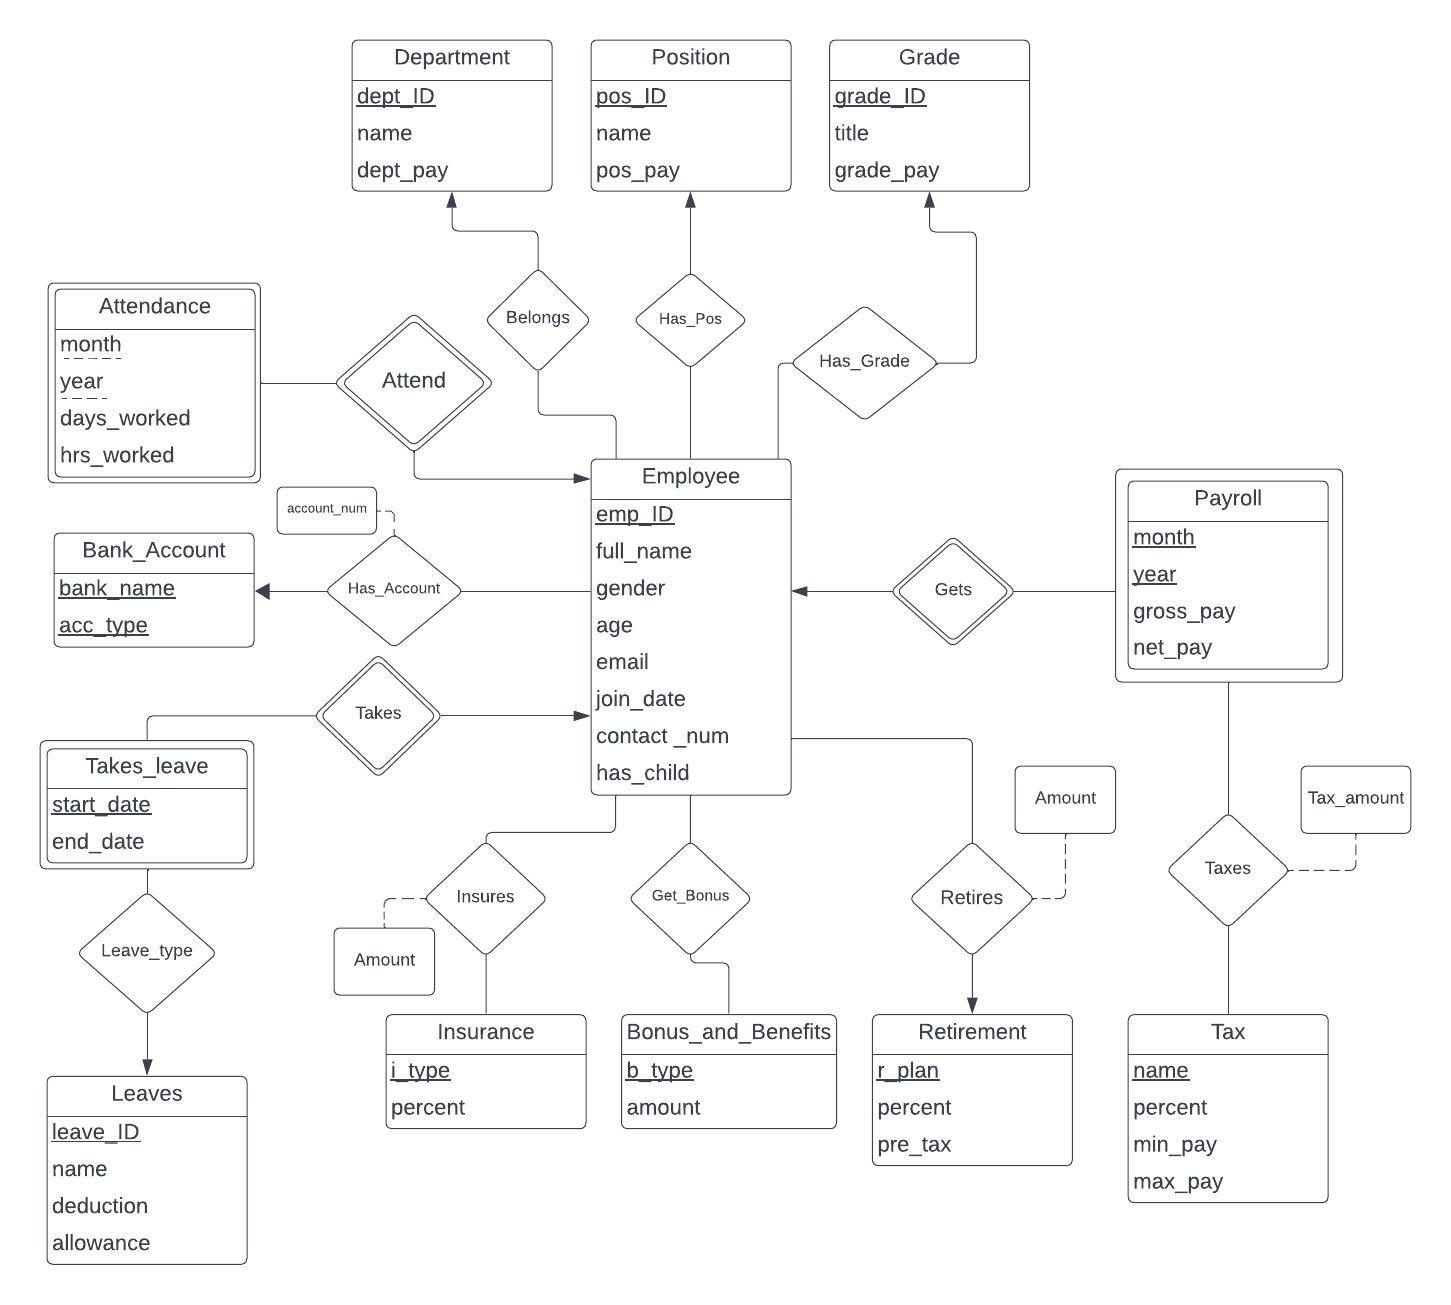 Department
dept_ID
name
dept_pay
Position
pos_ID
name
pos_pay
Grade
grade_ID
title
grade_pay
Attendance
month
year
days_worked
hrs_worked
Attend
Belongs
Has_Pos
Has_Grade
Employee
emp_ID
full_name
gender
age
email
join_date
contact _num
has_child
account_num
Bank_Account
bank_name
acc_type
Has_Account
Gets
Payroll
month
year
gross_pay
net_pay
Takes
Takes_leave
start_date
end_date
Leave_type
Leaves
leave_ID
name
deduction
allowance
Insures
Amount
Insurance
i_type
percent
Get_Bonus
Bonus_and_Benefits
b_type
amount
Retires
Amount
Retirement
r_plan
percent
pre_tax
Taxes
Tax_amount
Tax
name
percent
min_pay
max_pay